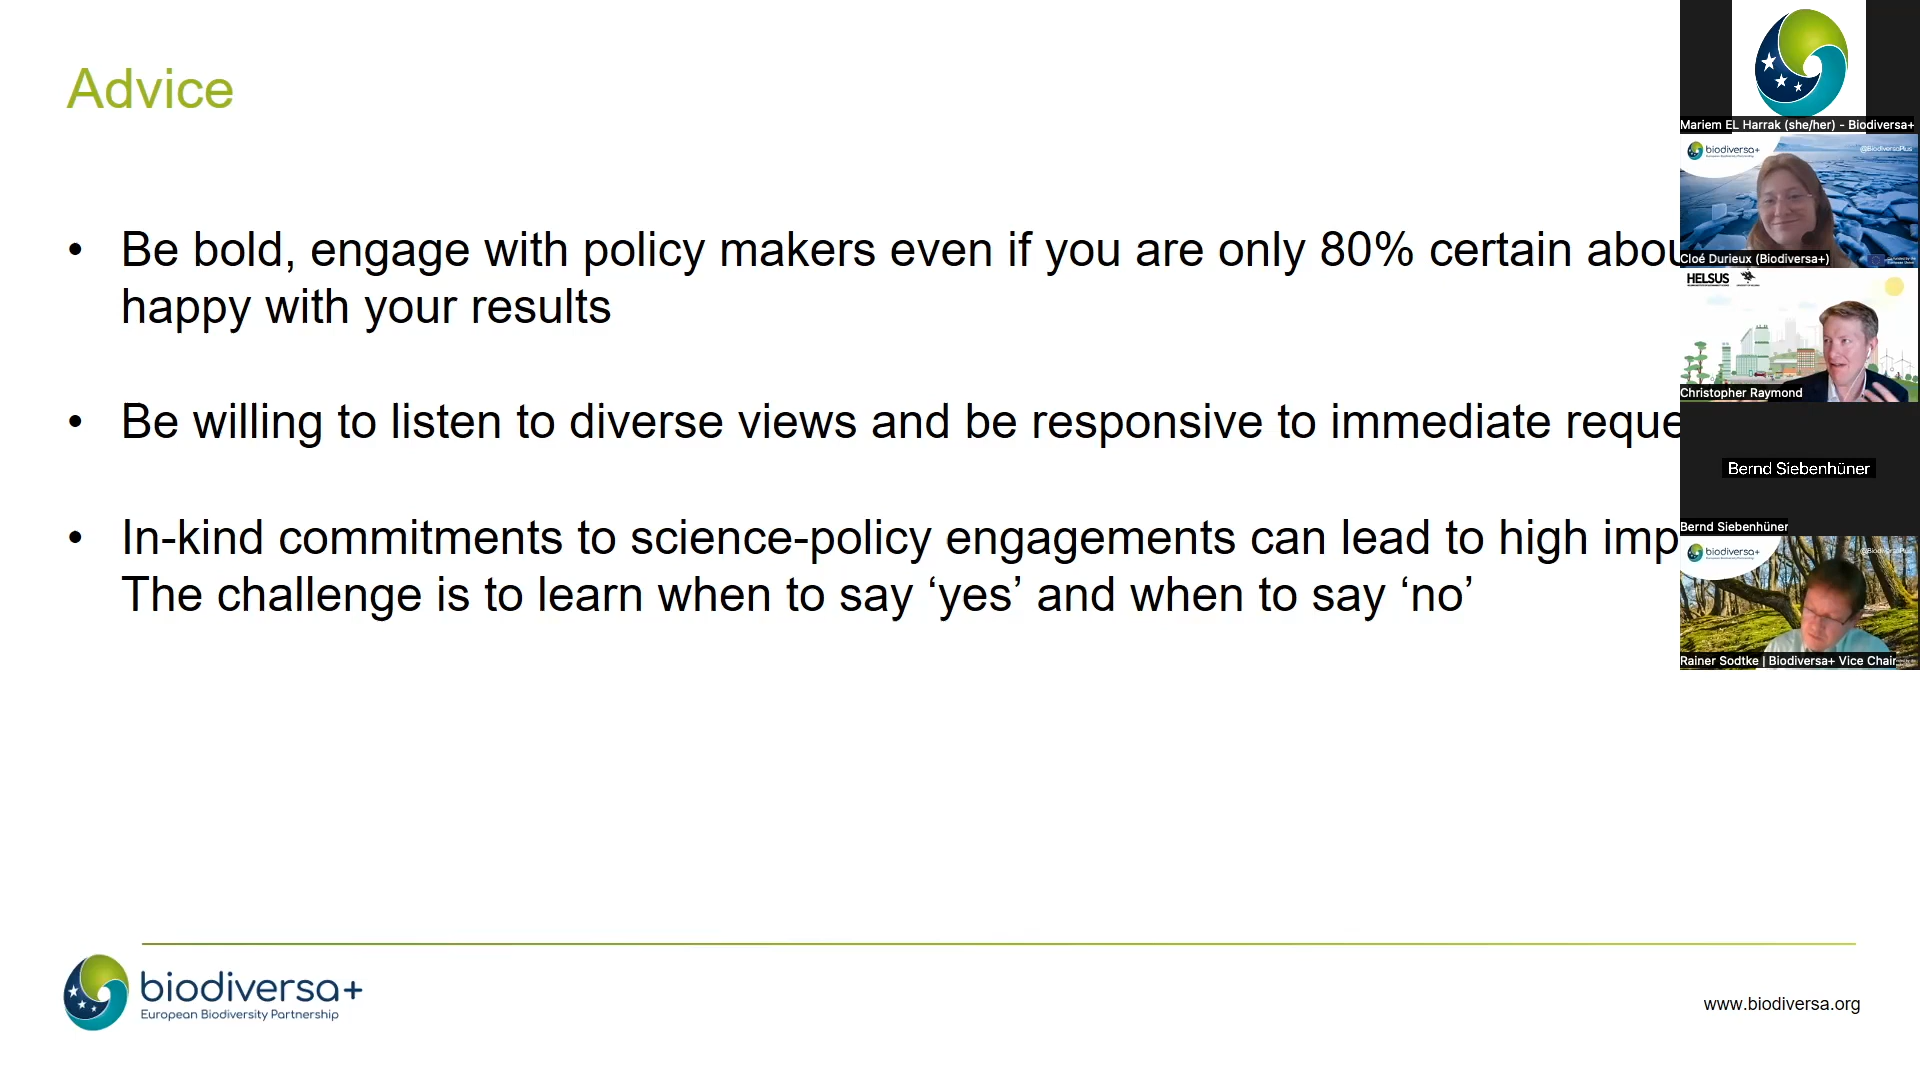 Advice
• Be bold, engage with policy makers even if you are only 80% certain
happy with your results
• Be willing to listen to diverse views and be responsive to immediate
• In-kind commitments to science-policy engagements can lead to high
The challenge is to learn when to say ‘yes’ and when to say ‘no’
biodiversa+
European Biodiversity Partnership
www.biodiversa.org
Mariem EL Harrak (she/her) - Biodiversa+
biodiversa+
@BiodiversaPlus
Cloé Durieux (Biodiversa+)
HELSUS
Christopher Raymond
Bernd Siebenhüner
Bernd Siebenhüner
biodiversa+
@BiodiversaPlus
Rainer Sodtke | Biodiversa+ Vice Chair